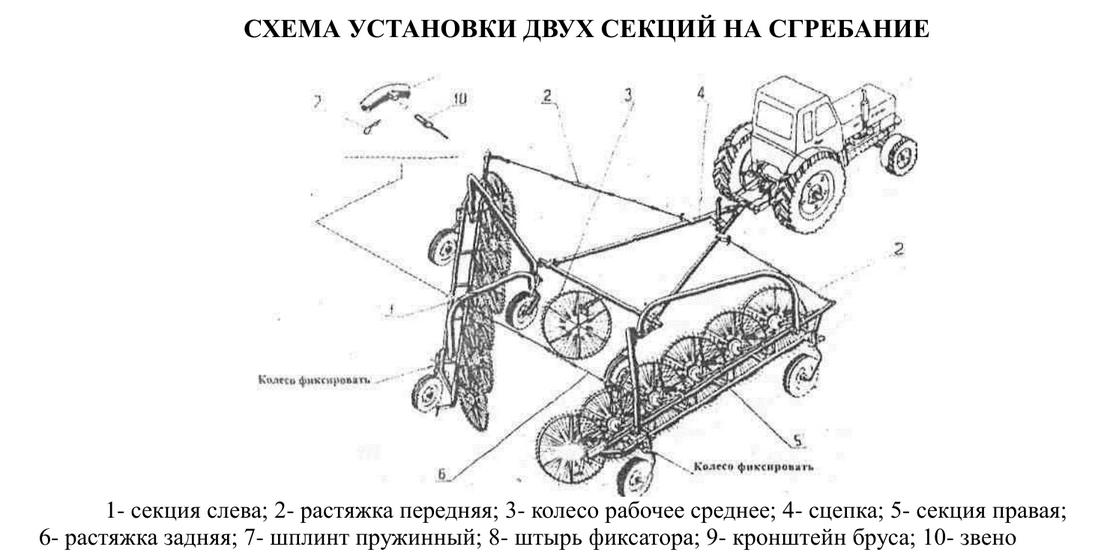 СХЕМА УСТАНОВКИ ДВУХ СЕКЦИЙ НА СГРЕБАНИЕ
7
10
2
3
4
2
1
Колесо фиксировать
5
6
Колесо фиксировать
1- секция слева; 2- растяжка передняя; 3- колесо рабочее среднее; 4- сцепка; 5- секция правая;
6- растяжка задняя; 7- шплинт пружинный; 8- штырь фиксатора; 9- кронштейн бруса; 10- звено